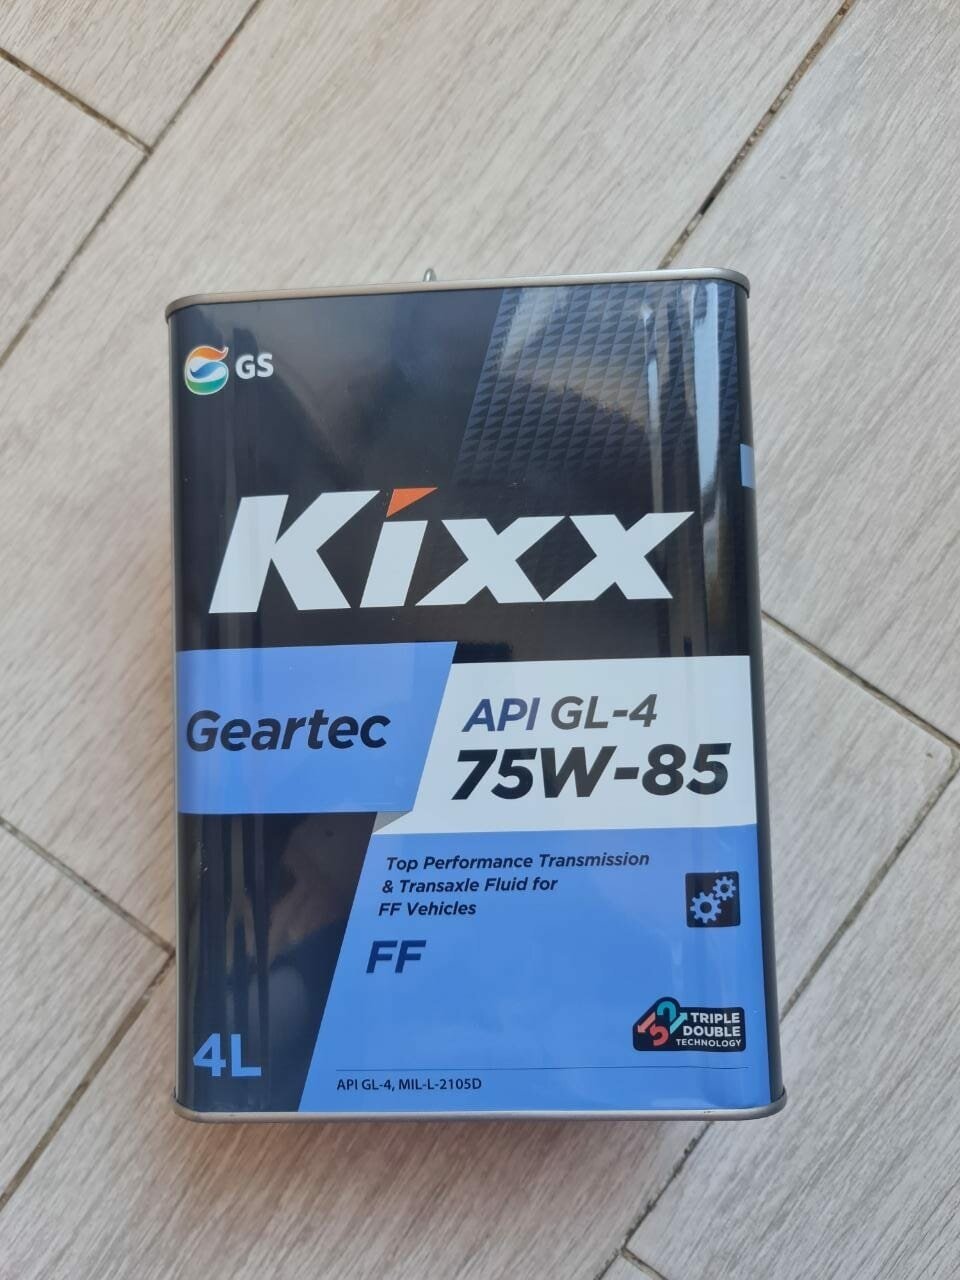 GS
Kixx
Geartec
API GL-4
75W-85
Top Performance Transmission
& Transaxle Fluid for
FF Vehicles
FF
TRIPLE
DOUBLE
TECHNOLOGY
4L
API GL-4, MIL-L-2105D